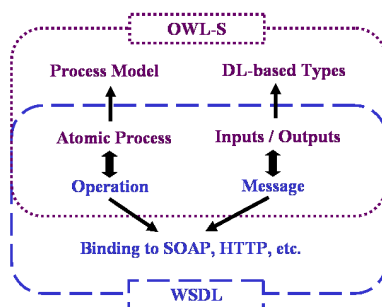 OWL-S
Process Model DL-based Types
Atomic Process Inputs / Outputs
Operation Message
Binding to SOAP, HTTP, etc.
WSDL